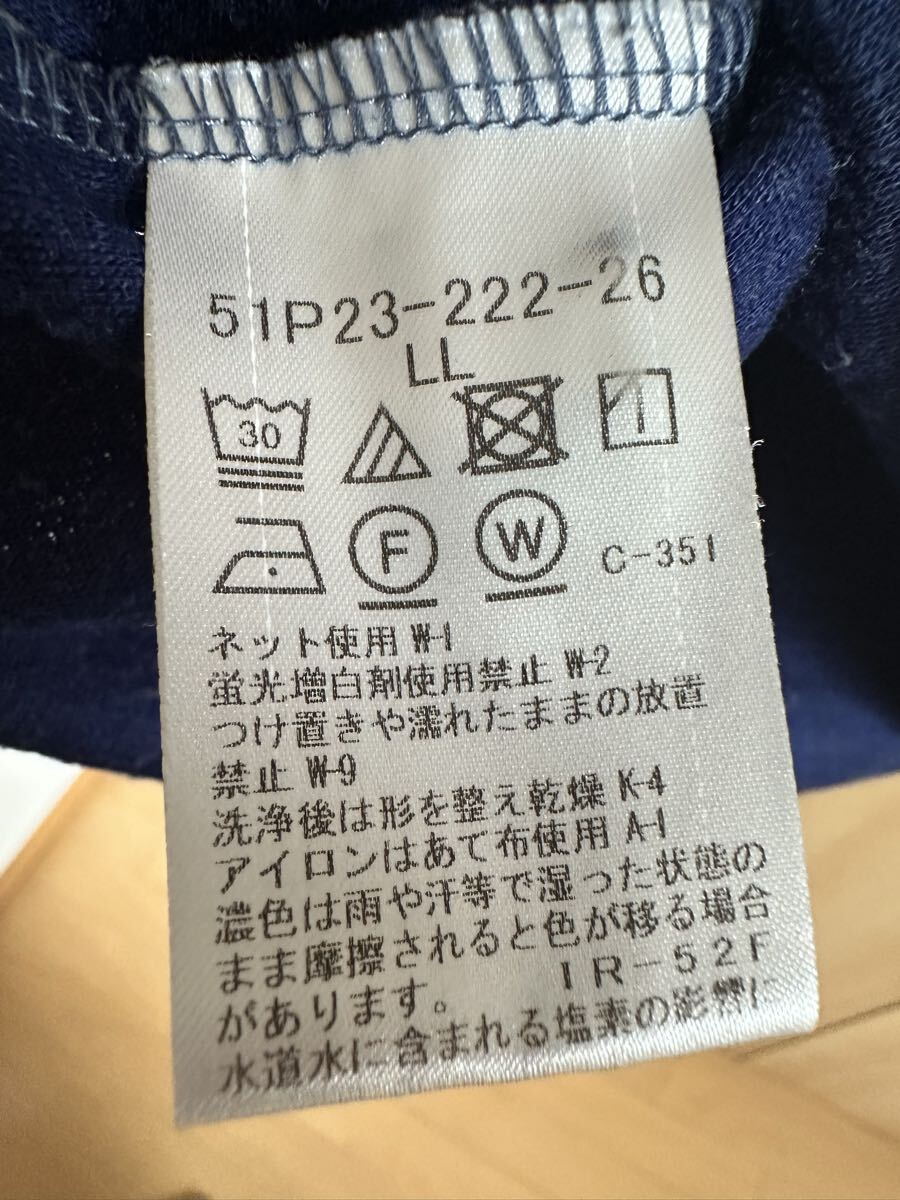 51P23-222-26
LL
30
F W C-351
ネット使用 W-1
蛍光増白剤使用禁止 W-2
つけ置きや濡れたままの放置
禁止 W-9
洗浄後は形を整え乾燥 K-4
アイロンはあて布使用 A-1
濃色は雨や汗等で湿った状態の
まま摩擦されると色が移る場合
があります。 IR-52F
水道水に含まれる塩素の影響に